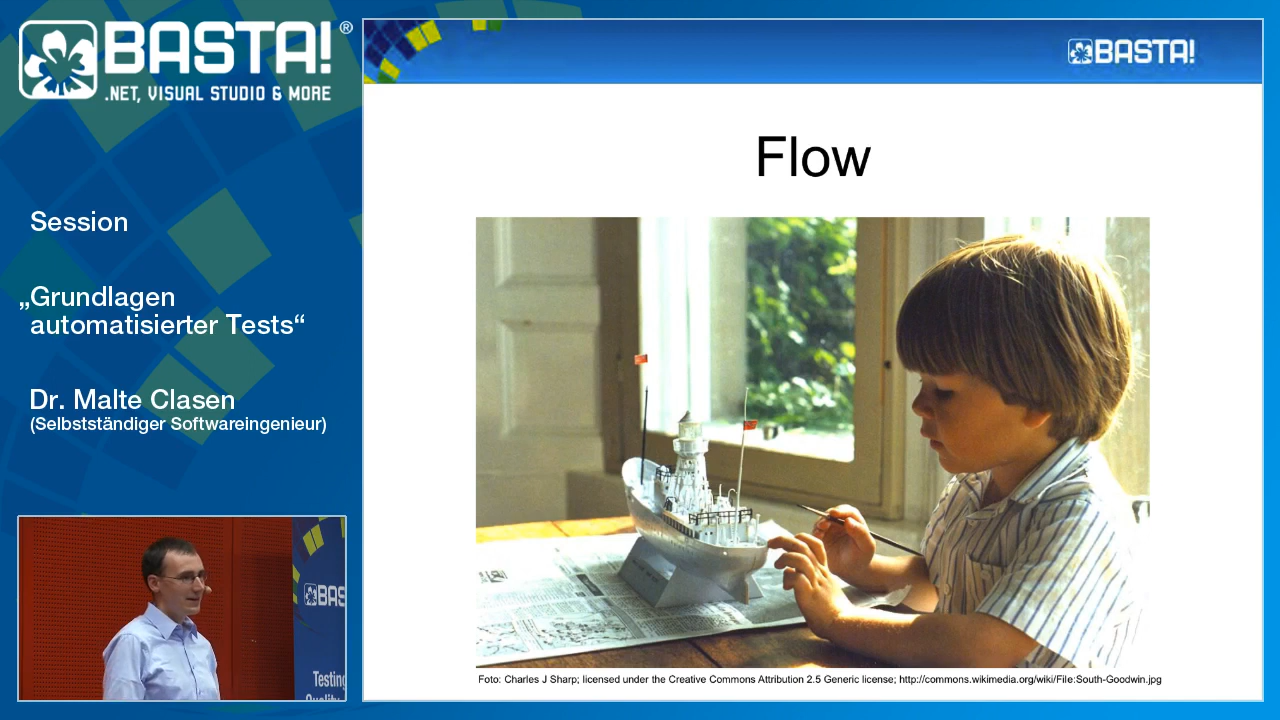 BASTA!®
.NET, VISUAL STUDIO & MORE
Session
„Grundlagen
automatisierter Tests“
Dr. Malte Clasen
(Selbstständiger Softwareingenieur)
BAS
Testing
Quality
BASTA!
Flow
Foto: Charles J Sharp; licensed under the Creative Commons Attribution 2.5 Generic license; http://commons.wikimedia.org/wiki/File:South-Goodwin.jpg